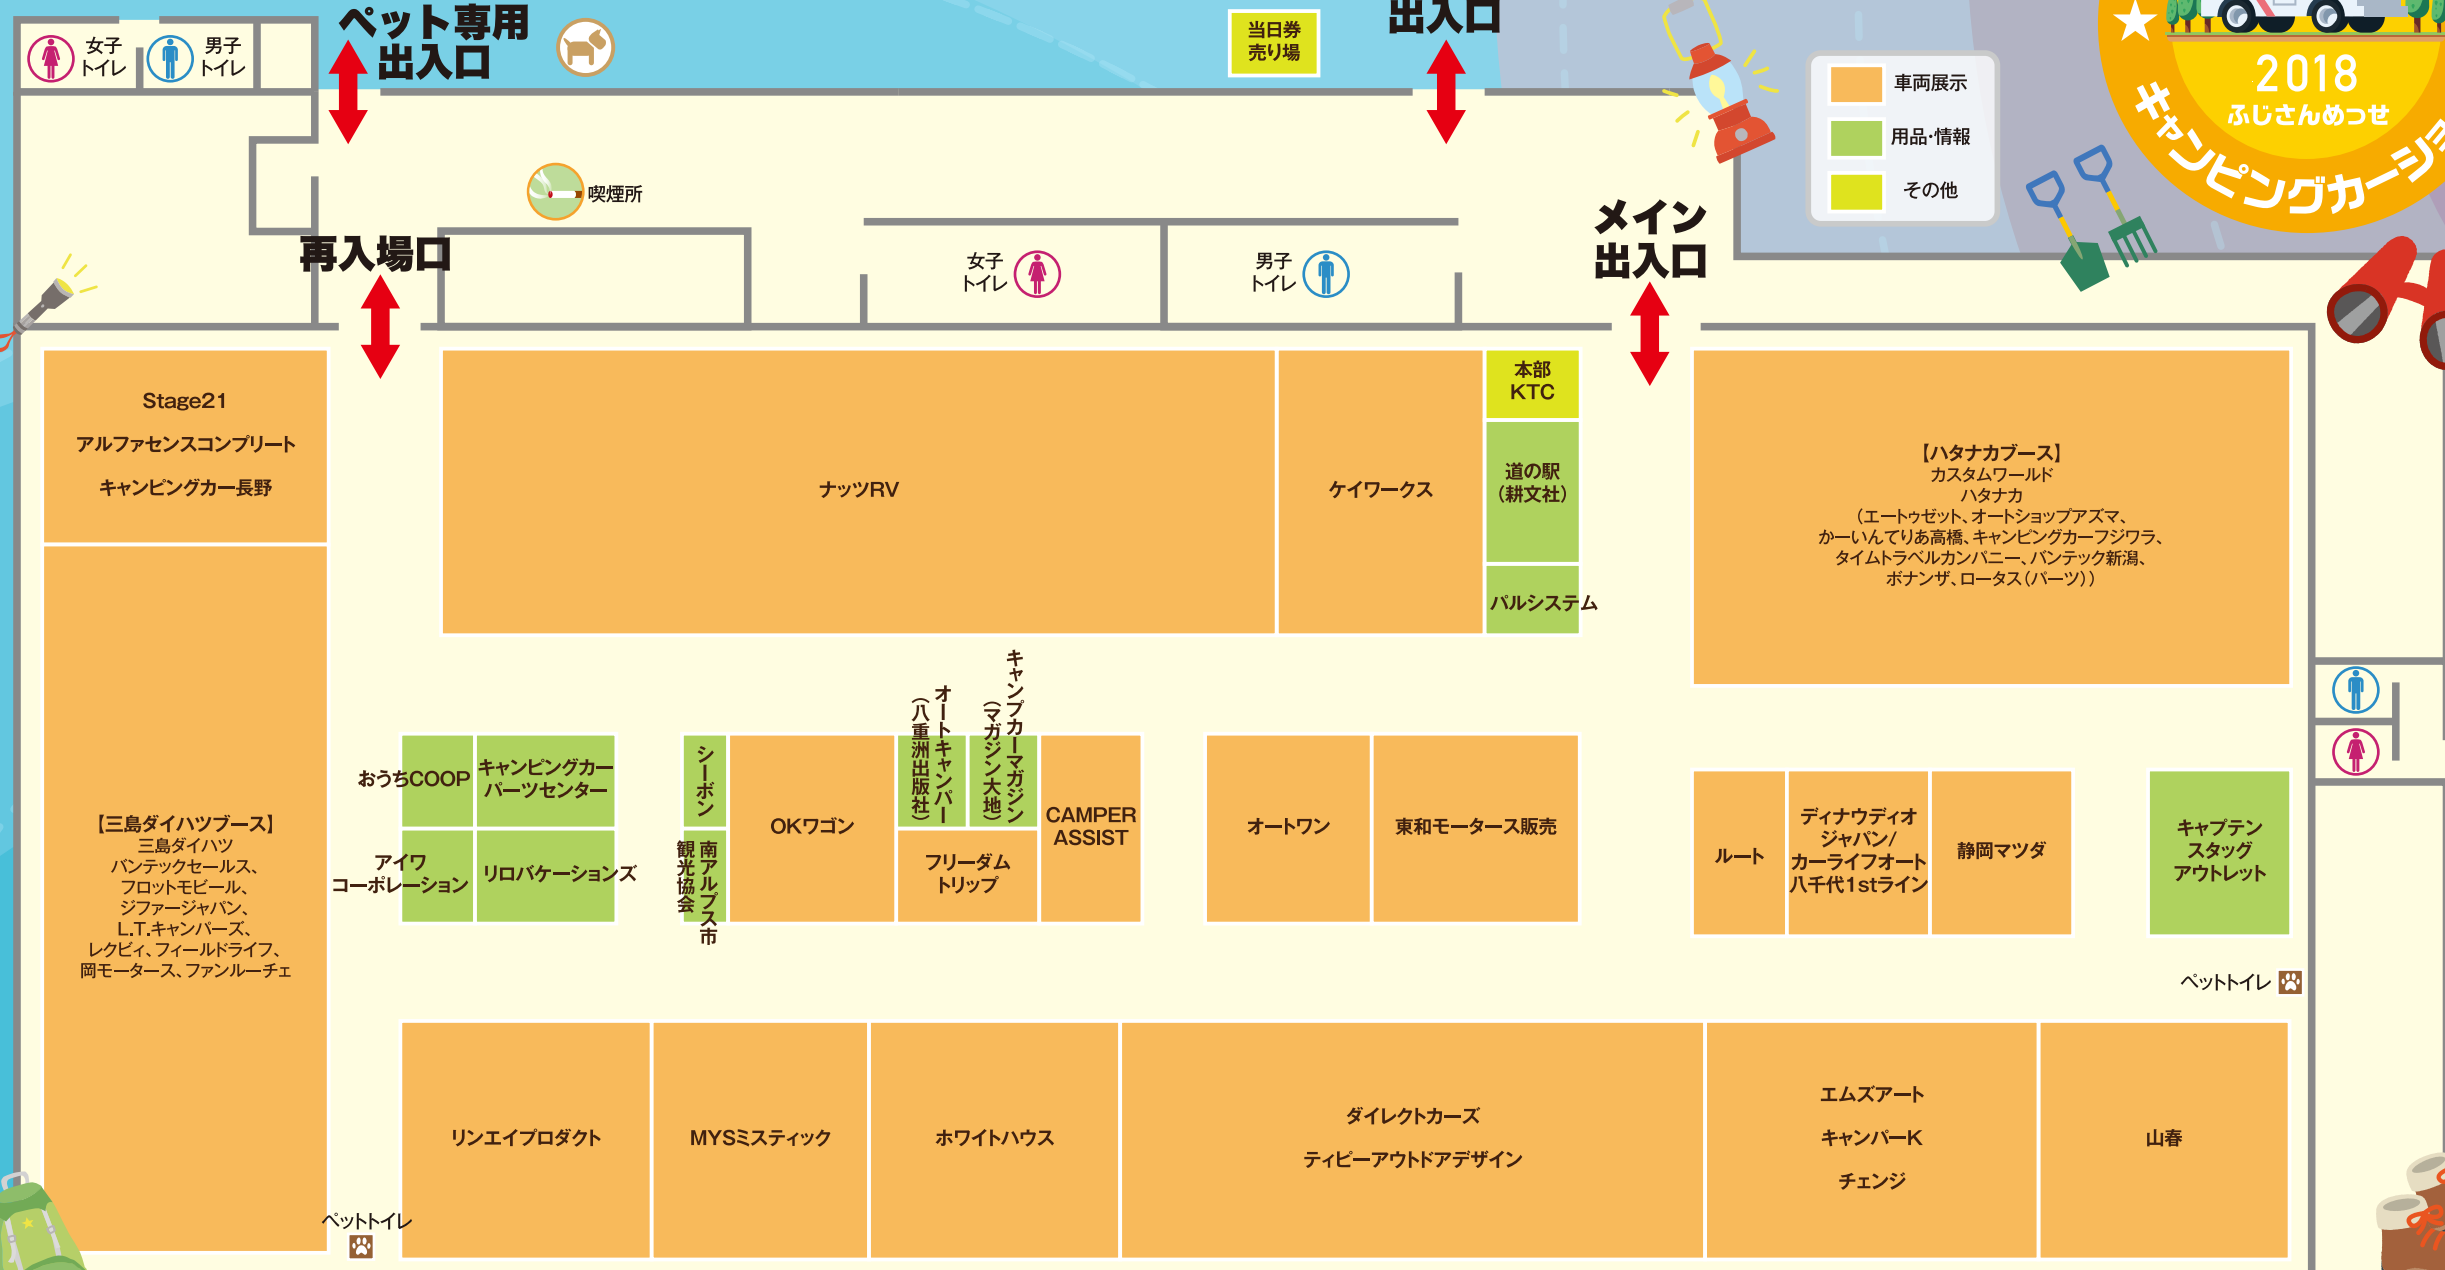 女子
トイレ
男子
トイレ
ペット専用
出入口
当日券
売り場
出入口
車両展示
用品・情報
その他
2018
ふじさんめっせ
喫煙所
再入場口
女子
トイレ
男子
トイレ
メイン
出入口
Stage21
アルファセンスコンプリート
キャンピングカー長野
ナッツRV
ケイワークス
本部
KTC
道の駅
（耕文社）
パルシステム
【ハタナカブース】
カスタムワールド
ハタナカ
（エートゥゼット、オートショップアズマ、
かーいんてりあ高橋、キャンピングカーフジワラ、
タイムトラベルカンパニー、バンテック新潟、
ボナンザ、ロータス（パーツ））
【三島ダイハツブース】
三島ダイハツ
バンテックセールス、
フロットモビール、
ジファージャパン、
L.T.キャンパーズ、
レクビィ、フィールドライフ、
岡モータース、ファンルーチェ
おうちCOOP
キャンピングカー
パーツセンター
アイワ
コーポレーション
リロバケーションズ
シーボン
南アルプス市
観光協会
OKワゴン
オートキャンパー
（八重洲出版社）
キャンプカーマガジン
（マガジン大地）
フリーダム
トリップ
CAMPER
ASSIST
オートワン
東和モータース販売
ルート
ディナウディオ
ジャパン/
カーライフオート
八千代1stライン
静岡マツダ
キャプテン
スタッグ
アウトレット
ペットトイレ
リンエイプロダクト
MYSミスティック
ホワイトハウス
ダイレクトカーズ
ティピーアウトドアデザイン
エムズアート
キャンパーK
チェンジ
山春
ペットトイレ